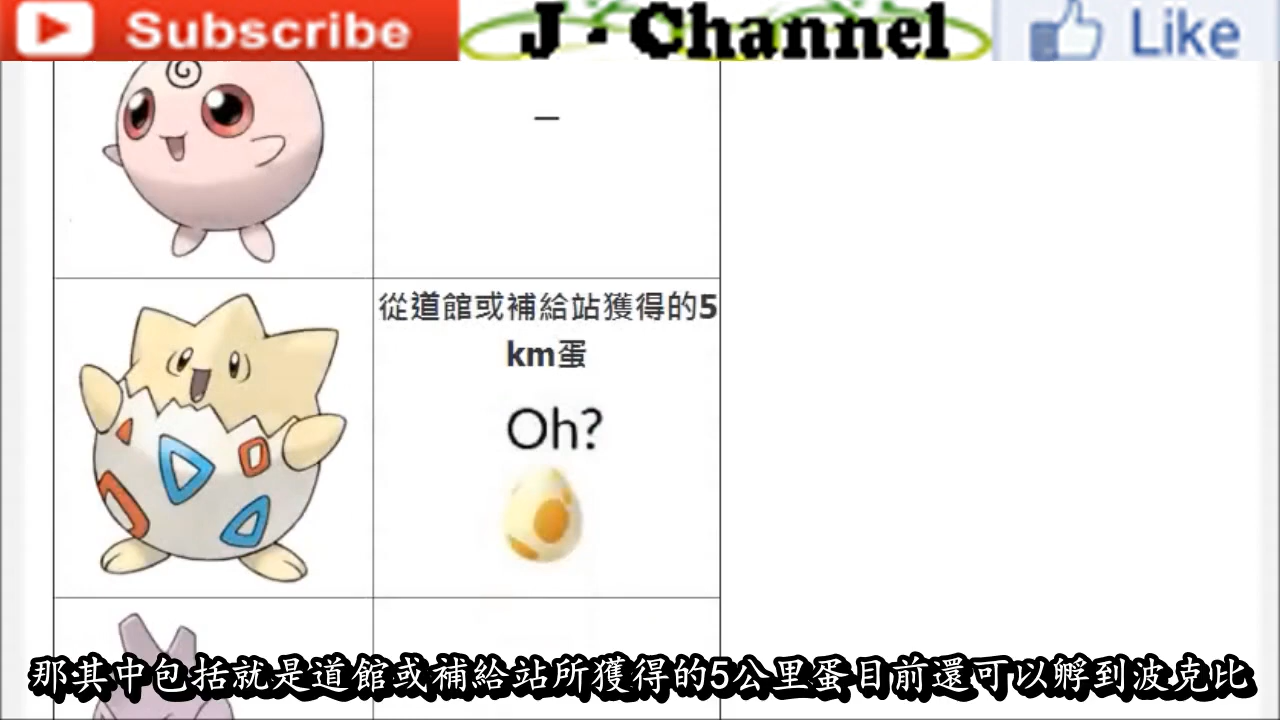 Subscribe
J - Channel
Like
—
從道館或補給站獲得的5
km蛋
Oh?
那其中包括就是道館或補給站所獲得的5公里蛋目前還可以孵到波克比